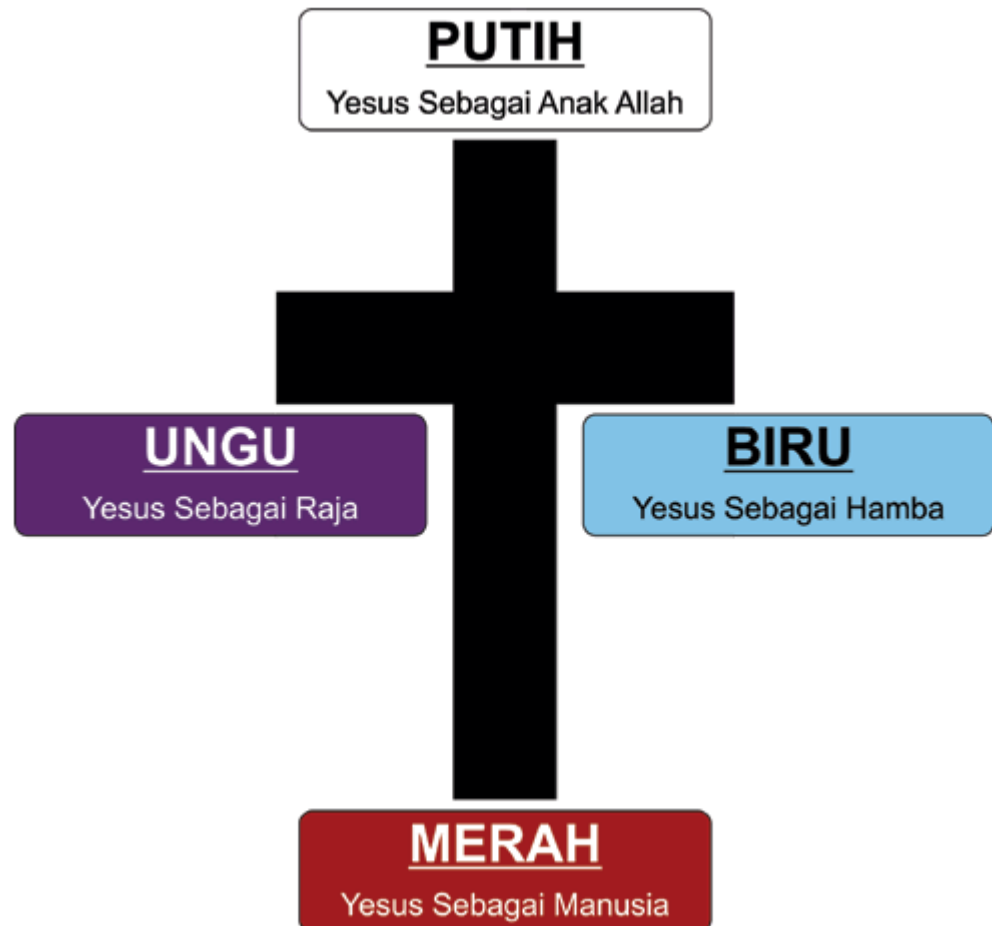 PUTIH
Yesus Sebagai Anak Allah
UNGU
Yesus Sebagai Raja
BIRU
Yesus Sebagai Hamba
MERAH
Yesus Sebagai Manusia